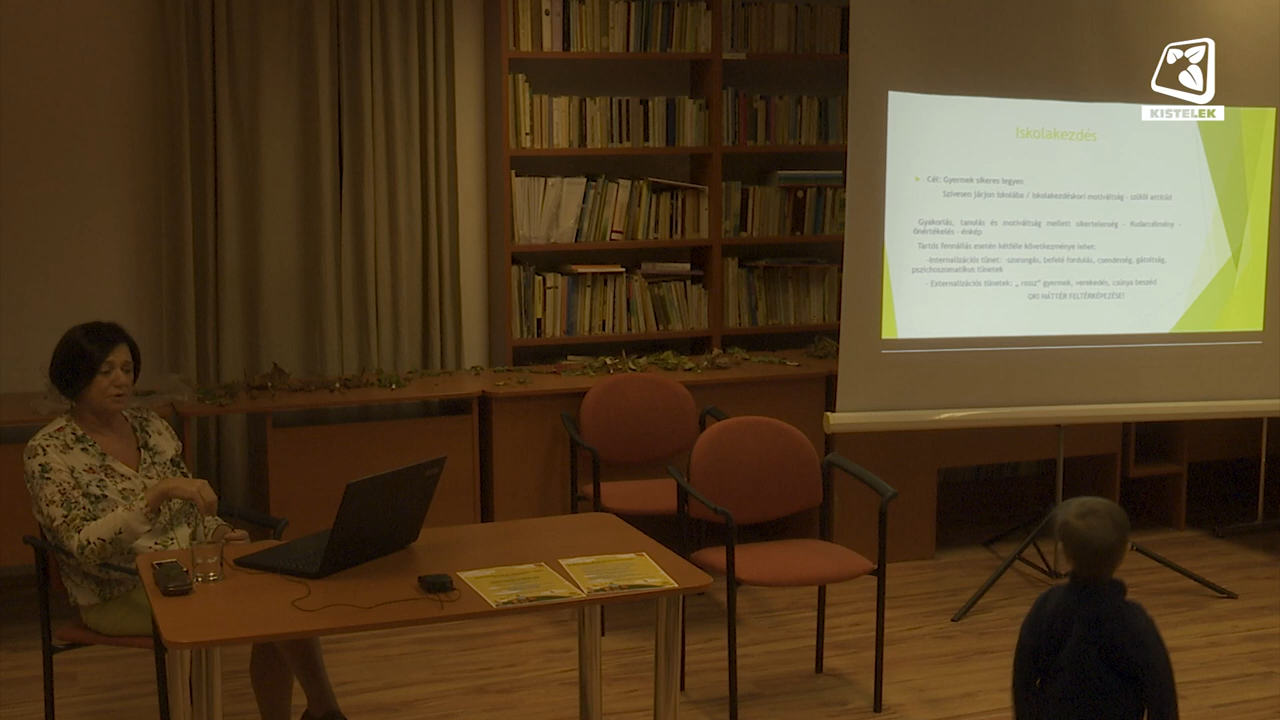 KISTELEK
Iskolakezdés
Cél: Gyermek sikeres legyen
Szívesen járjon iskolába / iskolakezdéskori motiváltság - szülői attitűd
Gyakorlás, tanulás és motiváltság mellett sikertelenség - Kudarcélmény -
önértékelés - énkép
Tartós fennállás esetén kétféle következménye lehet:
-Internalizációs tünet: -szorongás, befelé fordulás, csendesség, gátoltság,
pszichoszomatikus tünetek
- Externalizációs tünetek: „ rossz" gyermek, verekedés, csúnya beszéd
OKI HÁTTÉR FELTÉRKÉPEZÉSE!